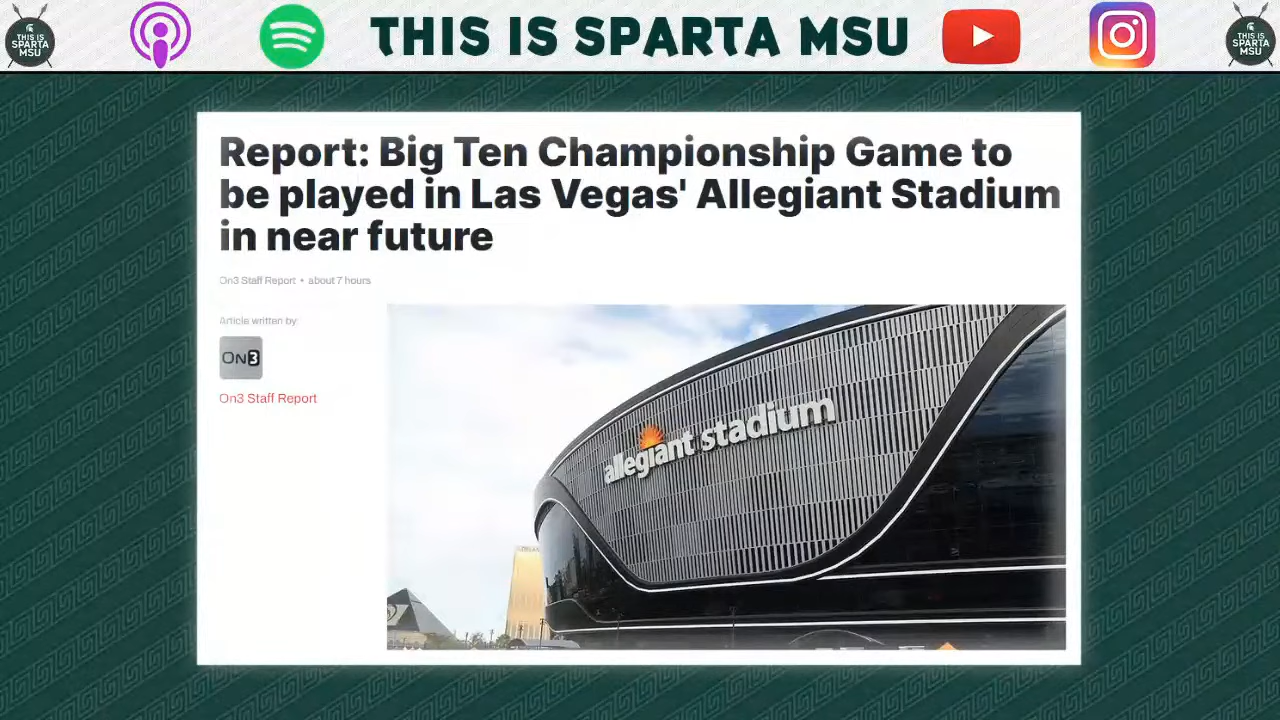 THIS IS
SPARTA
MSU
THIS IS SPARTA MSU
THIS IS
SPARTA
MSU
Report: Big Ten Championship Game to
be played in Las Vegas' Allegiant Stadium
in near future
On3 Staff Report • about 7 hours
Article written by:
ON3
On3 Staff Report
allegiant stadium